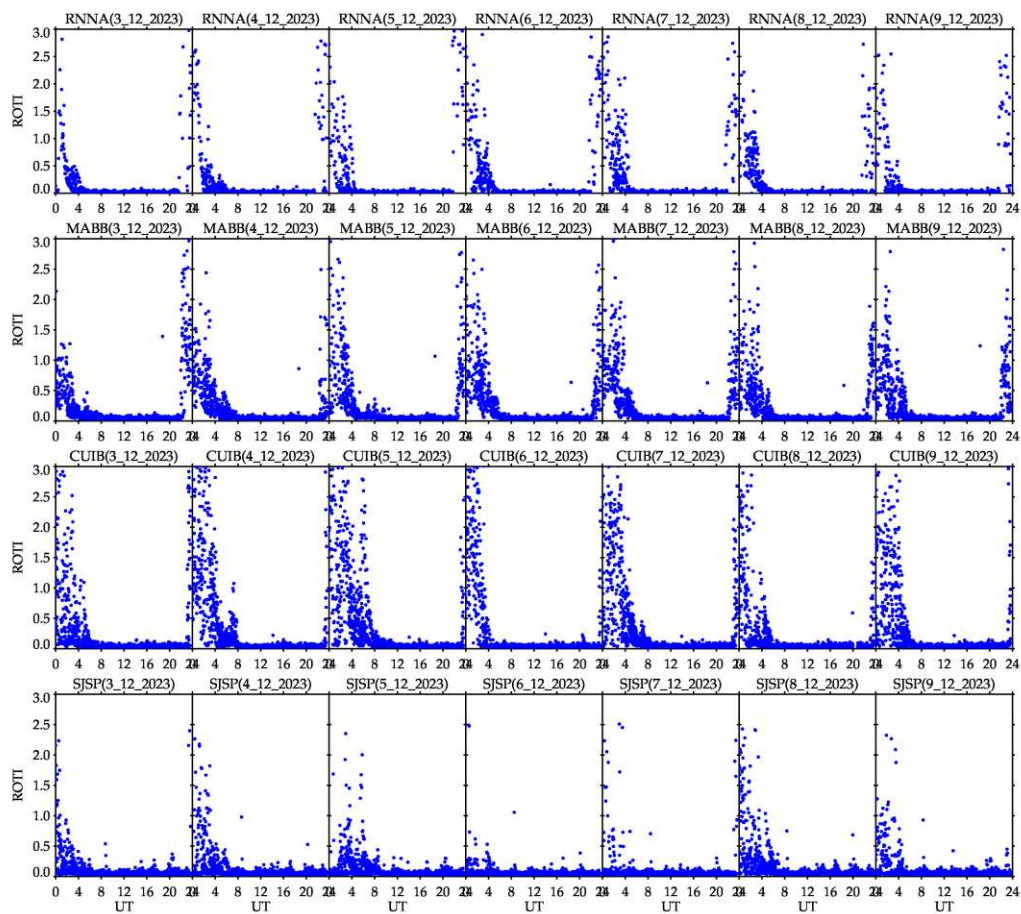 RNNA(3_12_2023) RNNA(4_12_2023) RNNA(5_12_2023) RNNA(6_12_2023) RNNA(7_12_2023) RNNA(8_12_2023) RNNA(9_12_2023)
3.0
2.5
2.0
ROTI
1.5
1.0
0.5
0.0
0 4 8 12 16 20 24 4 8 12 16 20 24 4 8 12 16 20 24 4 8 12 16 20 24 4 8 12 16 20 24 4 8 12 16 20 24 4 8 12 16 20 24
MABB(3_12_2023) MABB(4_12_2023) MABB(5_12_2023) MABB(6_12_2023) MABB(7_12_2023) MABB(8_12_2023) MABB(9_12_2023)
3.0
2.5
2.0
ROTI
1.5
1.0
0.5
0.0
0 4 8 12 16 20 24 4 8 12 16 20 24 4 8 12 16 20 24 4 8 12 16 20 24 4 8 12 16 20 24 4 8 12 16 20 24 4 8 12 16 20 24
CUIB(3_12_2023) CUIB(4_12_2023) CUIB(5_12_2023) CUIB(6_12_2023) CUIB(7_12_2023) CUIB(8_12_2023) CUIB(9_12_2023)
3.0
2.5
2.0
ROTI
1.5
1.0
0.5
0.0
0 4 8 12 16 20 24 4 8 12 16 20 24 4 8 12 16 20 24 4 8 12 16 20 24 4 8 12 16 20 24 4 8 12 16 20 24 4 8 12 16 20 24
SJSP(3_12_2023) SJSP(4_12_2023) SJSP(5_12_2023) SJSP(6_12_2023) SJSP(7_12_2023) SJSP(8_12_2023) SJSP(9_12_2023)
3.0
2.5
2.0
ROTI
1.5
1.0
0.5
0.0
0 4 8 12 16 20 24 4 8 12 16 20 24 4 8 12 16 20 24 4 8 12 16 20 24 4 8 12 16 20 24 4 8 12 16 20 24 4 8 12 16 20 24
UT UT UT UT UT UT UT